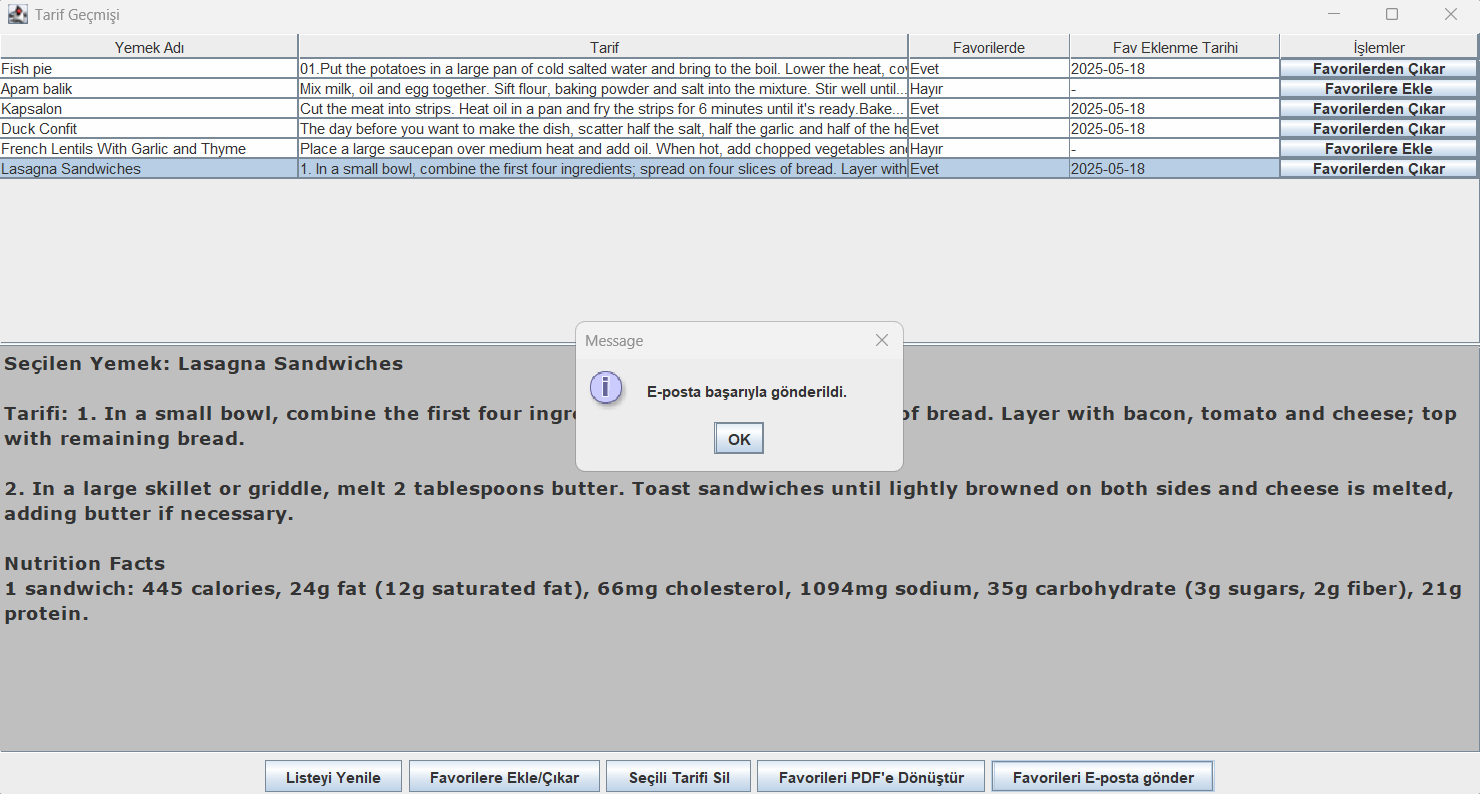 Tarif Geçmişi
Yemek Adı Tarif Favorilerde Fav Eklenme Tarihi İşlemler
Fish pie 01.Put the potatoes in a large pan of cold salted water and bring to the boil. Lower the heat, Evet 2025-05-18 Favorilerden Çıkar
Apam balik Mix milk, oil and egg together. Sift flour, baking powder and salt into the mixture. Stir well until... Hayır - Favorilere Ekle
Kapsalon Cut the meat into strips. Heat oil in a pan and fry the strips for 6 minutes until it's ready.Bake... Evet 2025-05-18 Favorilerden Çıkar
Duck Confit The day before you want to make the dish, scatter half the salt, half the garlic and half of the Evet 2025-05-18 Favorilerden Çıkar
French Lentils With Garlic and Thyme Place a large saucepan over medium heat and add oil. When hot, add chopped vegetables Hayır - Favorilere Ekle
Lasagna Sandwiches 1. In a small bowl, combine the first four ingredients; spread on four slices of bread. Layer with Evet 2025-05-18 Favorilerden Çıkar
Seçilen Yemek: Lasagna Sandwiches
Tarifi: 1. In a small bowl, combine the first four of bread. Layer with bacon, tomato and cheese; top
with remaining bread.
2. In a large skillet or griddle, melt 2 tablespoons butter. Toast sandwiches until lightly browned on both sides and cheese is melted,
adding butter if necessary.
Nutrition Facts
1 sandwich: 445 calories, 24g fat (12g saturated fat), 66mg cholesterol, 1094mg sodium, 35g carbohydrate (3g sugars, 2g fiber), 21g
protein.
Message
E-posta başarıyla gönderildi.
OK
Listeyi Yenile Favorilere Ekle/Çıkar Seçili Tarifi Sil Favorileri PDF'e Dönüştür Favorileri E-posta gönder